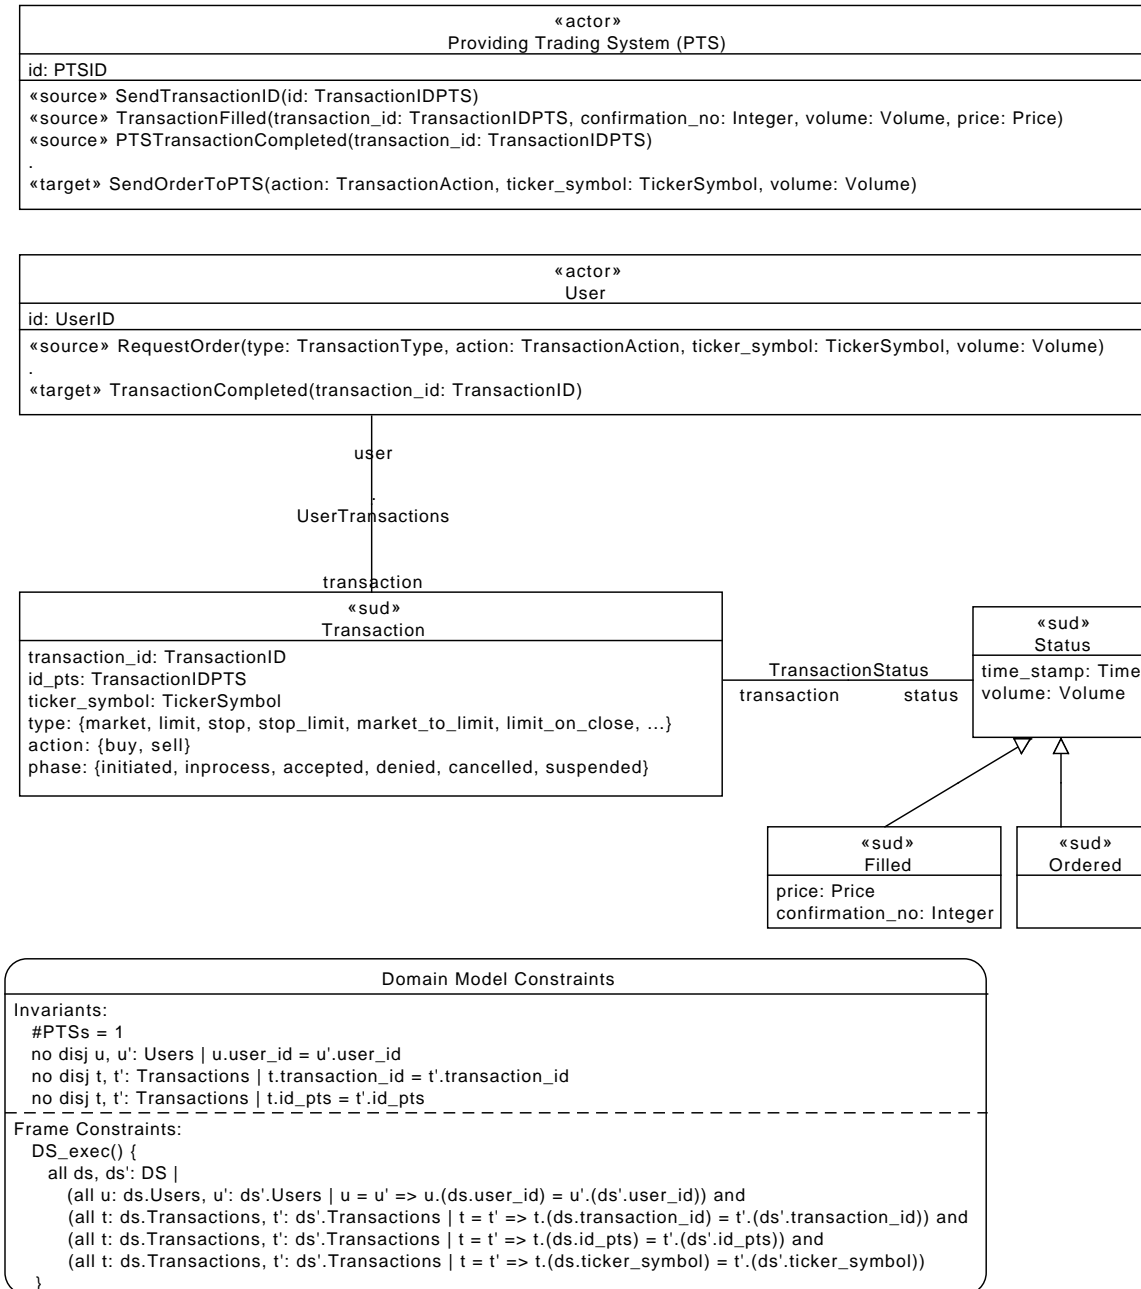 «actor»
Providing Trading System (PTS)
id: PTSID
«source» SendTransactionID(id: TransactionIDPTS)
«source» TransactionFilled(transaction_id: TransactionIDPTS, confirmation_no: Integer, volume: Volume, price: Price)
«source» PTSTransactionCompleted(transaction_id: TransactionIDPTS)
.
«target» SendOrderToPTS(action: TransactionAction, ticker_symbol: TickerSymbol, volume: Volume)
«actor»
User
id: UserID
«source» RequestOrder(type: TransactionType, action: TransactionAction, ticker_symbol: TickerSymbol, volume: Volume)
.
«target» TransactionCompleted(transaction_id: TransactionID)
user
.
UserTransactions
transaction
«sud»
Transaction
transaction_id: TransactionID
id_pts: TransactionIDPTS
ticker_symbol: TickerSymbol
type: {market, limit, stop, stop_limit, market_to_limit, limit_on_close, ...}
action: {buy, sell}
phase: {initiated, inprocess, accepted, denied, cancelled, suspended}
TransactionStatus
transaction status
«sud»
Status
time_stamp: Time
volume: Volume
«sud»
Filled
price: Price
confirmation_no: Integer
«sud»
Ordered
Domain Model Constraints
Invariants:
#PTSs = 1
no disj u, u': Users | u.user_id = u'.user_id
no disj t, t': Transactions | t.transaction_id = t'.transaction_id
no disj t, t': Transactions | t.id_pts = t'.id_pts
Frame Constraints:
DS_exec() {
all ds, ds': DS |
(all u: ds.Users, u': ds'.Users | u = u' => u.(ds.user_id) = u'.(ds'.user_id)) and
(all t: ds.Transactions, t': ds'.Transactions | t = t' => t.(ds.transaction_id) = t'.(ds'.transaction_id)) and
(all t: ds.Transactions, t': ds'.Transactions | t = t' => t.(ds.id_pts) = t'.(ds'.id_pts)) and
(all t: ds.Transactions, t': ds'.Transactions | t = t' => t.(ds.ticker_symbol) = t'.(ds'.ticker_symbol))
}